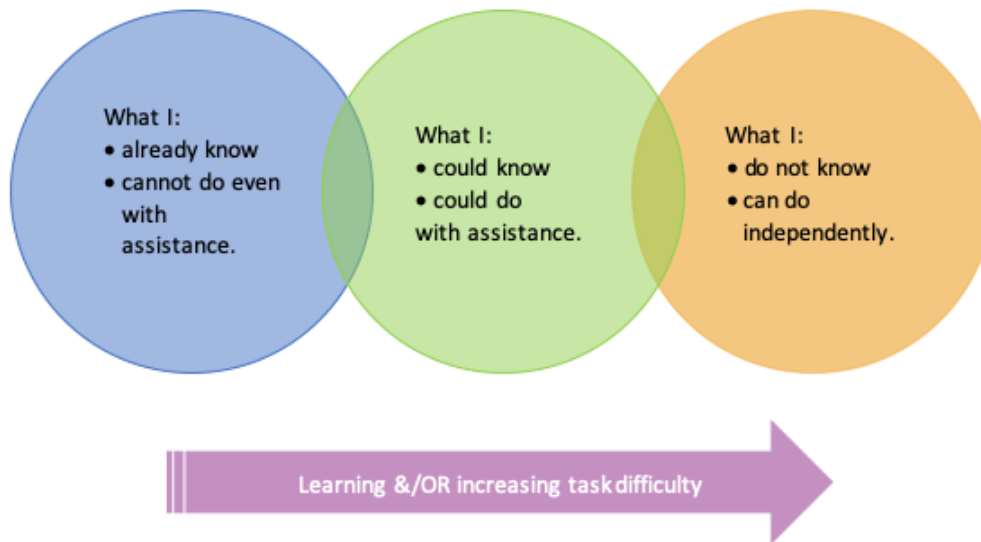 What I:
• already know
• cannot do even
with
assistance.
What I:
• could know
• could do
with assistance.
What I:
• do not know
• can do
independently.
Learning &/OR increasing task difficulty